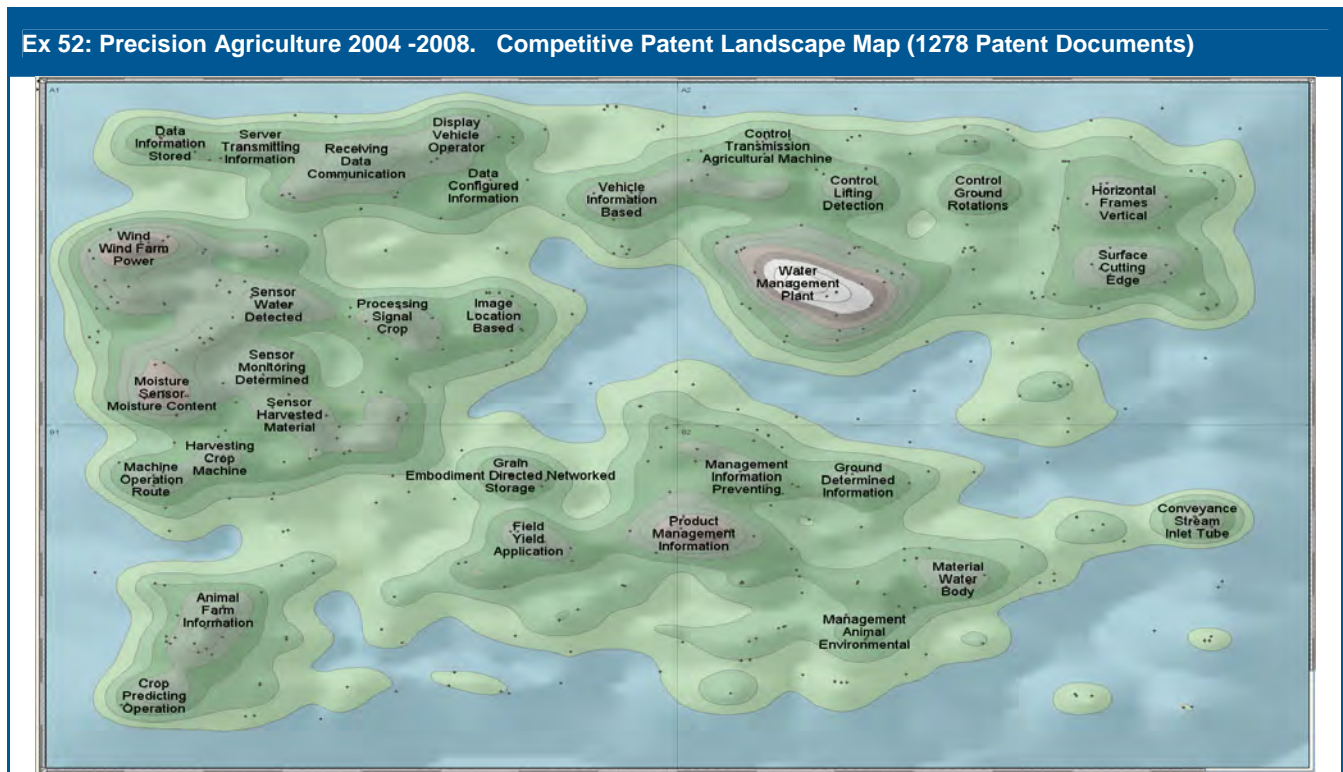 Ex 52: Precision Agriculture 2004 -2008. Competitive Patent Landscape Map (1278 Patent Documents)
A1
A2
Data
Information
Stored
Server
Transmitting
Information
Receiving
Data
Communication
Display
Vehicle
Operator
Data
Configured
Information
Vehicle
Information
Based
Control
Transmission
Agricultural Machine
Control
Lifting
Detection
Control
Ground
Rotations
Horizontal
Frames
Vertical
Wind
Wind Farm
Power
Water
Management
Plant
Surface
Cutting
Edge
Sensor
Water
Detected
Processing
Signal
Crop
Image
Location
Based
Sensor
Monitoring
Determined
Moisture
Sensor
Moisture Content
Sensor
Harvested
Material
B1
B2
Harvesting
Crop
Machine
Machine
Operation
Route
Grain
Embodiment Directed Networked
Storage
Management
Information
Preventing
Ground
Determined
Information
Field
Yield
Application
Product
Management
Information
Conveyance
Stream
Inlet Tube
Material
Water
Body
Animal
Farm
Information
Management
Animal
Environmental
Crop
Predicting
Operation